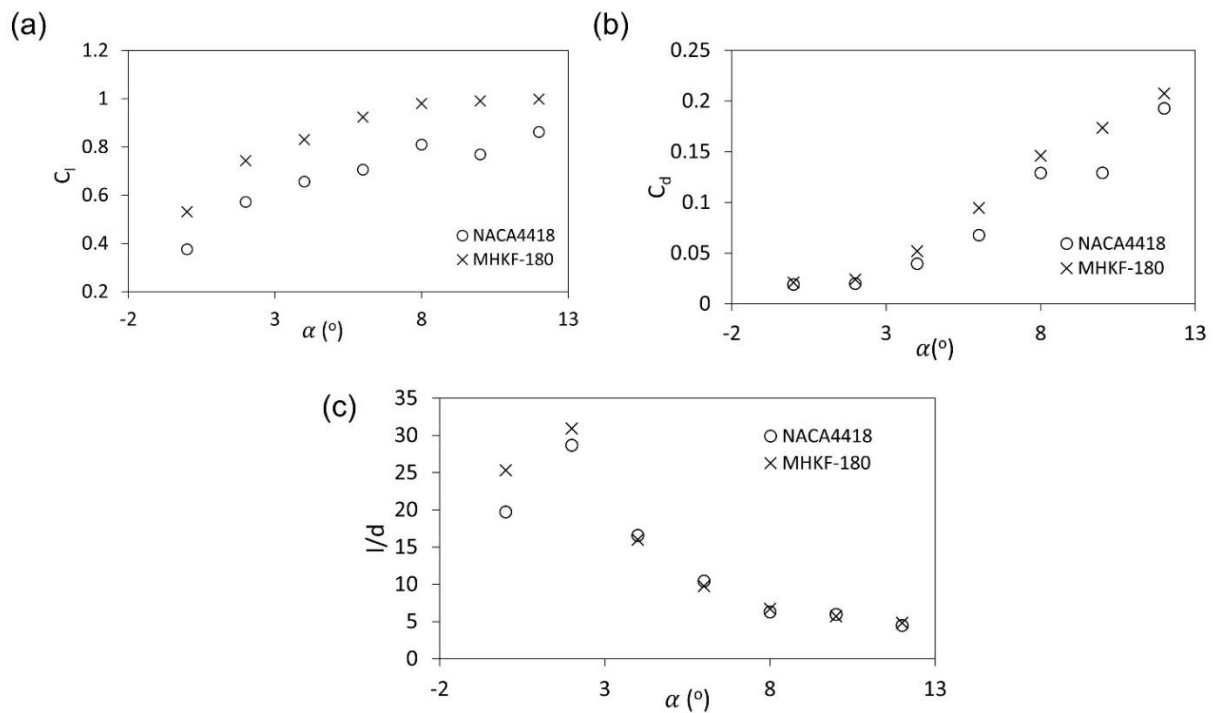 (a)
1.2
1
0.8
0.6
0.4
0.2
C_l
-2 3 8 13
α (°)
○ NACA4418
× MHKF-180
(b)
0.25
0.2
0.15
0.1
0.05
0
C_d
-2 3 8 13
α(°)
○ NACA4418
× MHKF-180
(c)
35
30
25
20
15
10
5
0
l/d
-2 3 8 13
α (°)
○ NACA4418
× MHKF-180